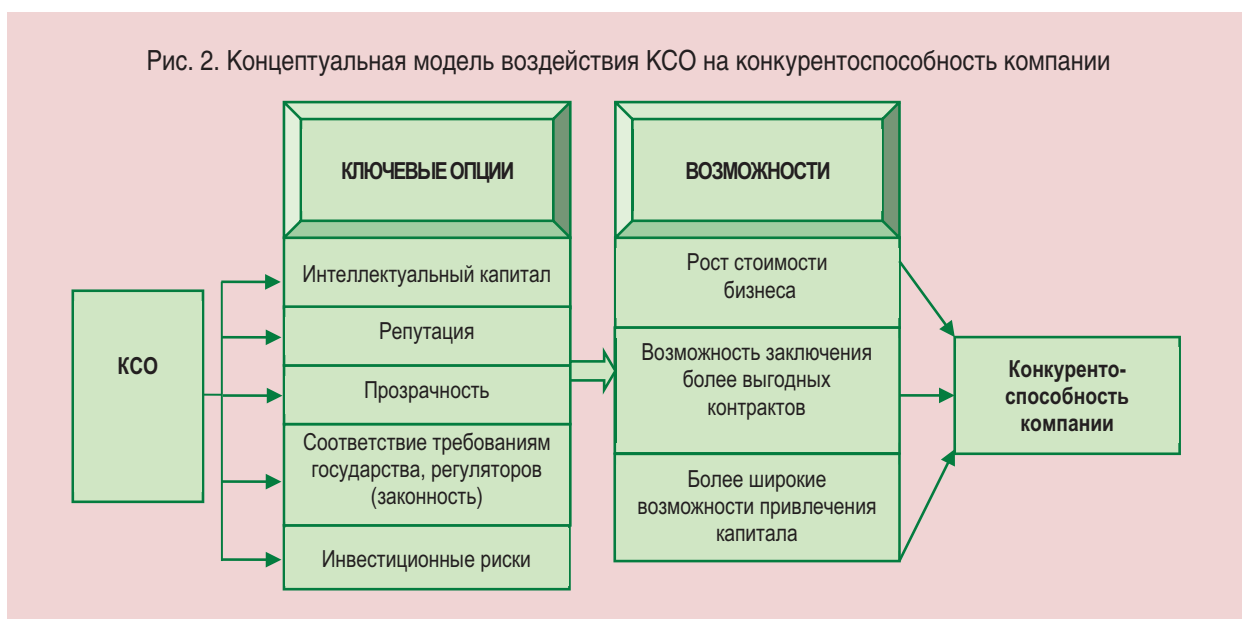 Рис. 2. Концептуальная модель воздействия КСО на конкурентоспособность компании
КСО
КЛЮЧЕВЫЕ ОПЦИИ
Интеллектуальный капитал
Репутация
Прозрачность
Соответствие требованиям
государства, регуляторов
(законность)
Инвестиционные риски
ВОЗМОЖНОСТИ
Рост стоимости
бизнеса
Возможность заключения
более выгодных
контрактов
Более широкие
возможности привлечения
капитала
Конкуренто-
способность
компании